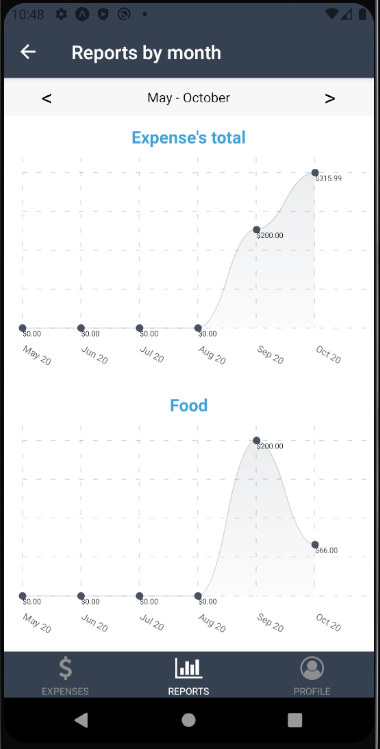 10:48
Reports by month
< May - October >
Expense's total
$315.99
$200.00
$0.00 $0.00 $0.00 $0.00
May 20 Jun 20 Jul 20 Aug 20 Sep 20 Oct 20
Food
$200.00
$66.00
$0.00 $0.00 $0.00 $0.00
May 20 Jun 20 Jul 20 Aug 20 Sep 20 Oct 20
EXPENSES REPORTS PROFILE